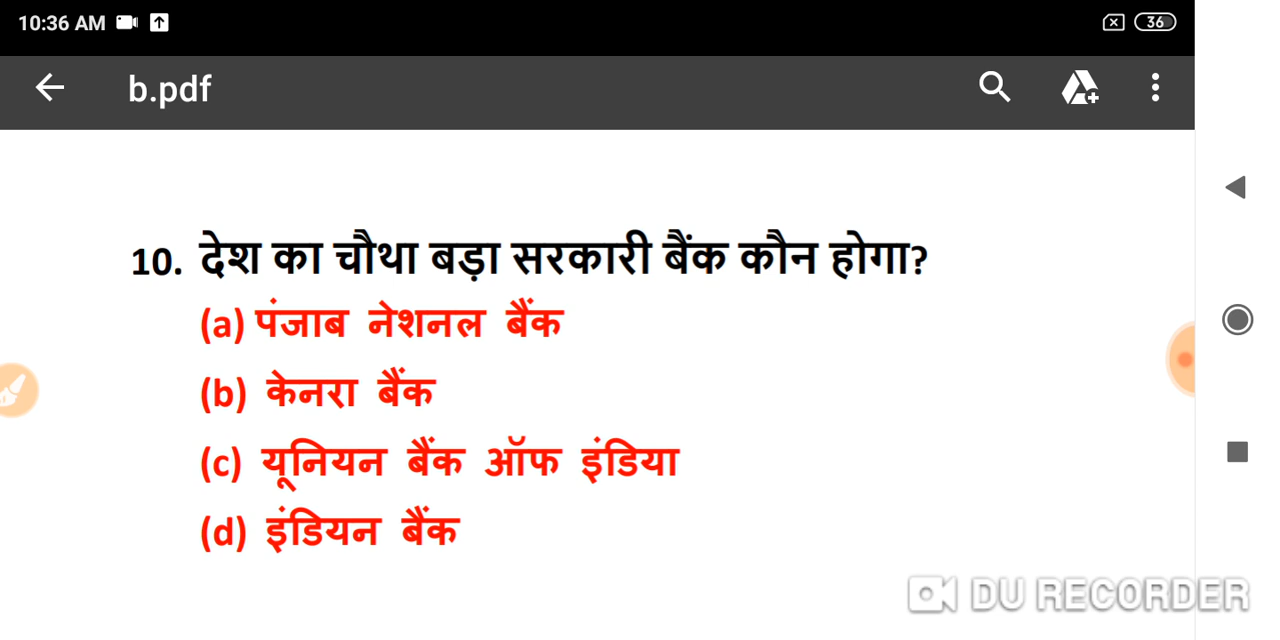 10:36 AM 36
b.pdf
10. देश का चौथा बड़ा सरकारी बैंक कौन होगा?
(a) पंजाब नेशनल बैंक
(b) केनरा बैंक
(c) यूनियन बैंक ऑफ इंडिया
(d) इंडियन बैंक
DU RECORDER